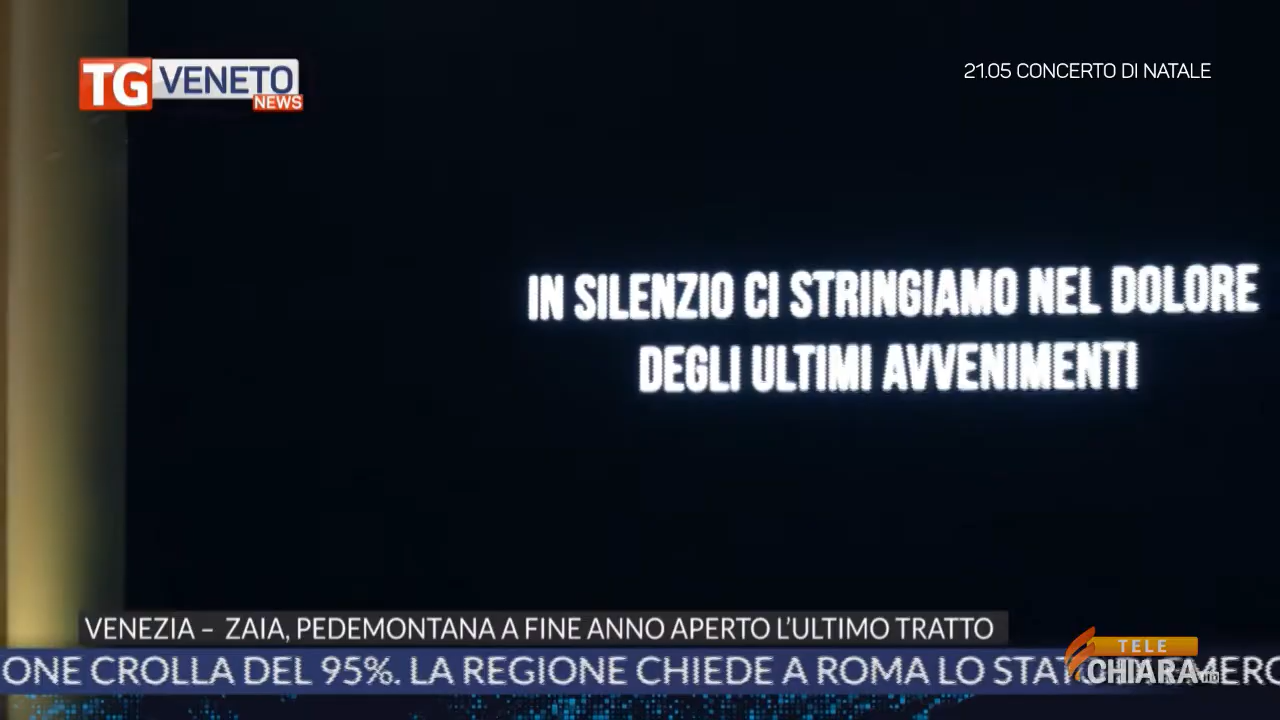 TG VENETO
NEWS
21.05 CONCERTO DI NATALE
IN SILENZIO CI STRINGIAMO NEL DOLORE
DEGLI ULTIMI AVVENIMENTI
VENEZIA – ZAIA, PEDEMONTANA A FINE ANNO APERTO L'ULTIMO TRATTO
ONE CROLLA DEL 95%. LA REGIONE CHIEDE A ROMA LO
TELE
CHIARA